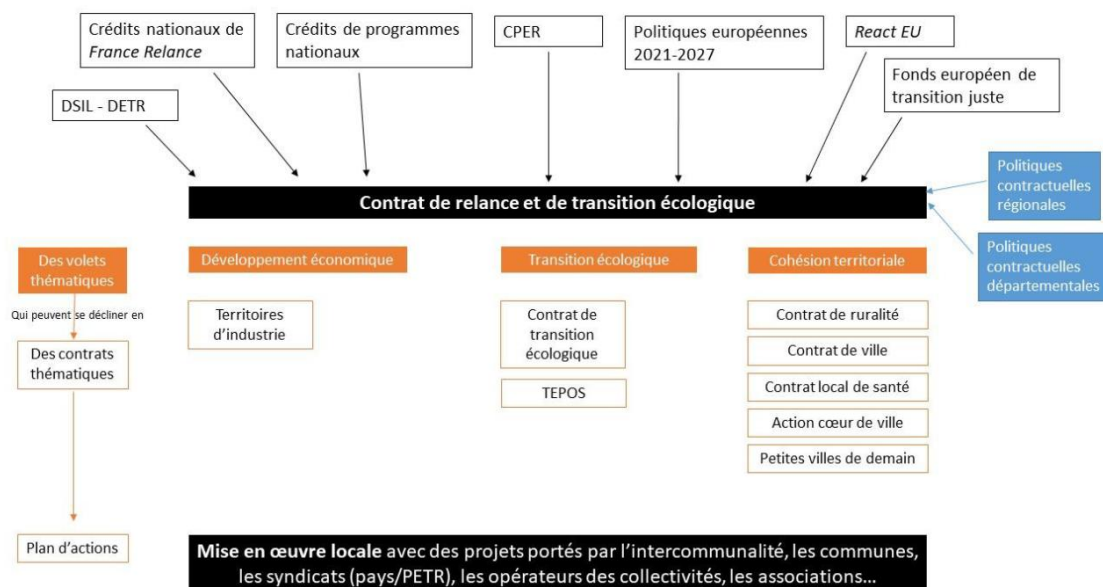 Crédits nationaux de
France Relance
Crédits de programmes
nationaux
CPER
Politiques européennes
2021-2027
React EU
Fonds européen de
transition juste
DSIL - DETR
Politiques
contractuelles
régionales
Contrat de relance et de transition écologique
Politiques
contractuelles
départementales
Des volets
thématiques
Développement économique
Transition écologique
Cohésion territoriale
Qui peuvent se décliner en
Des contrats
thématiques
Territoires
d’industrie
Contrat de
transition
écologique
TEPOS
Contrat de ruralité
Contrat de ville
Contrat local de santé
Action cœur de ville
Petites villes de demain
Plan d’actions
Mise en œuvre locale avec des projets portés par l’intercommunalité, les communes,
les syndicats (pays/PETR), les opérateurs des collectivités, les associations...